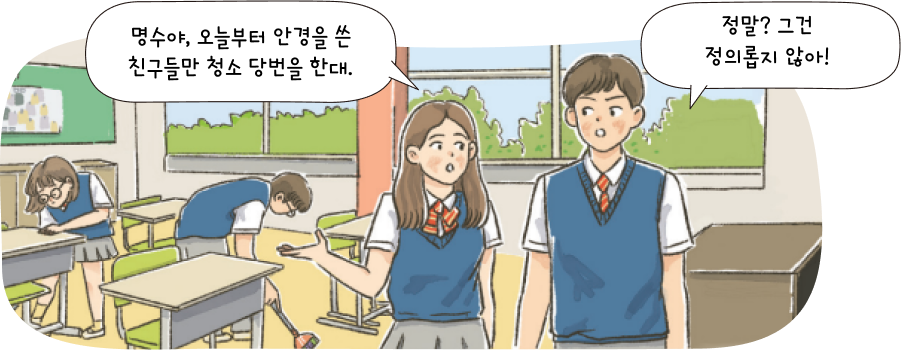 명수야, 오늘부터 안경을 쓴
친구들만 청소 당번을 한대.
정말? 그건
정의롭지 않아!